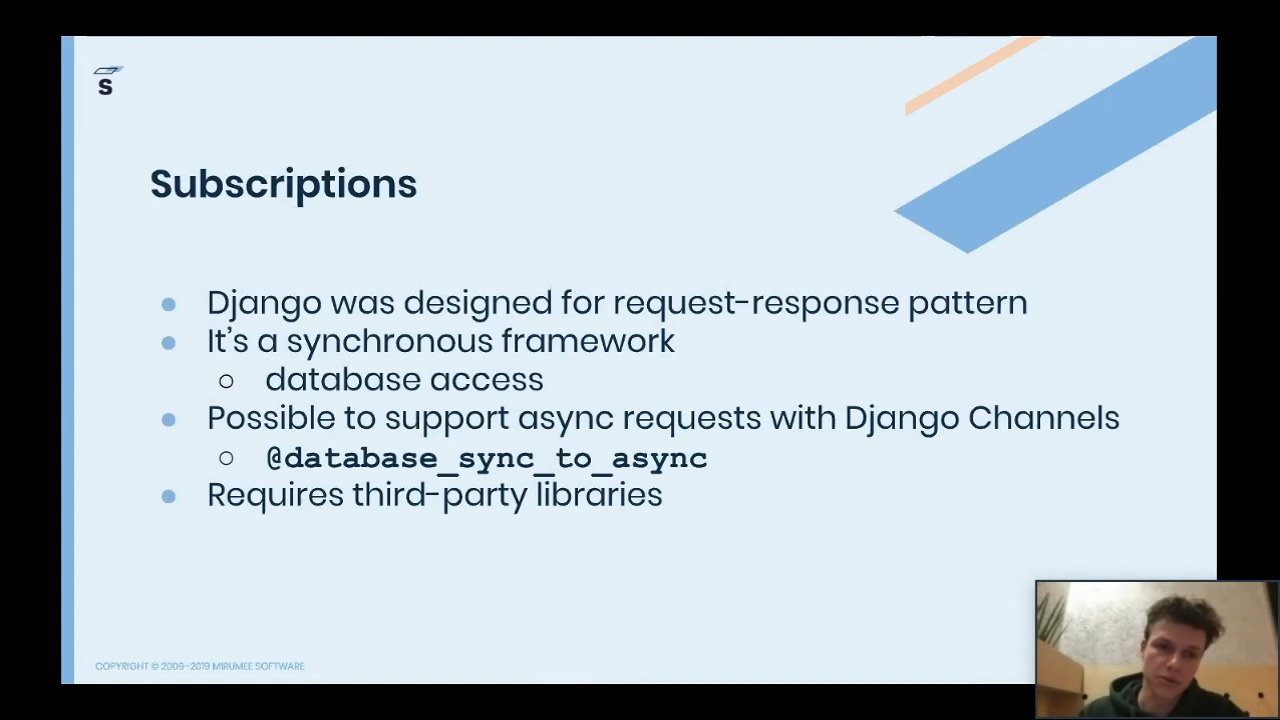 S
Subscriptions
● Django was designed for request-response pattern
● It’s a synchronous framework
○ database access
● Possible to support async requests with Django Channels
○ @database_sync_to_async
● Requires third-party libraries
COPYRIGHT © 2009–2019 MIRUMEE SOFTWARE